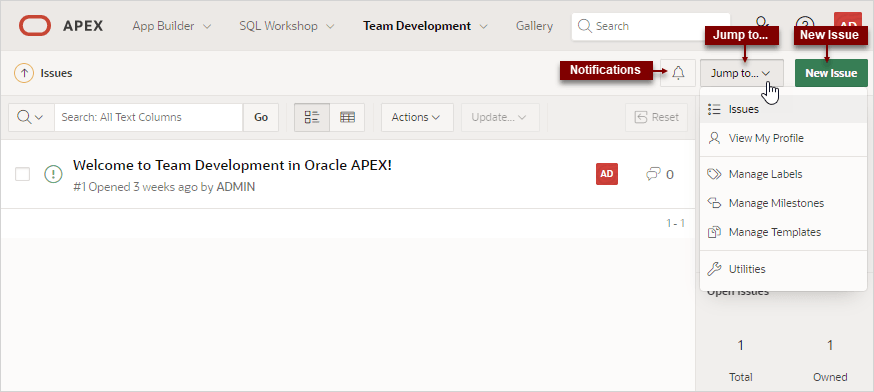 APEX
App Builder
SQL Workshop
Team Development
Gallery
Search
AD
Jump to...
New Issue
Issues
Notifications
Jump to...
New Issue
Search: All Text Columns
Go
Actions
Update...
Reset
Issues
View My Profile
Manage Labels
Manage Milestones
Manage Templates
Utilities
Welcome to Team Development in Oracle APEX!
#1 Opened 3 weeks ago by ADMIN
AD
0
1 - 1
Open Issues
1
1
Total
Owned